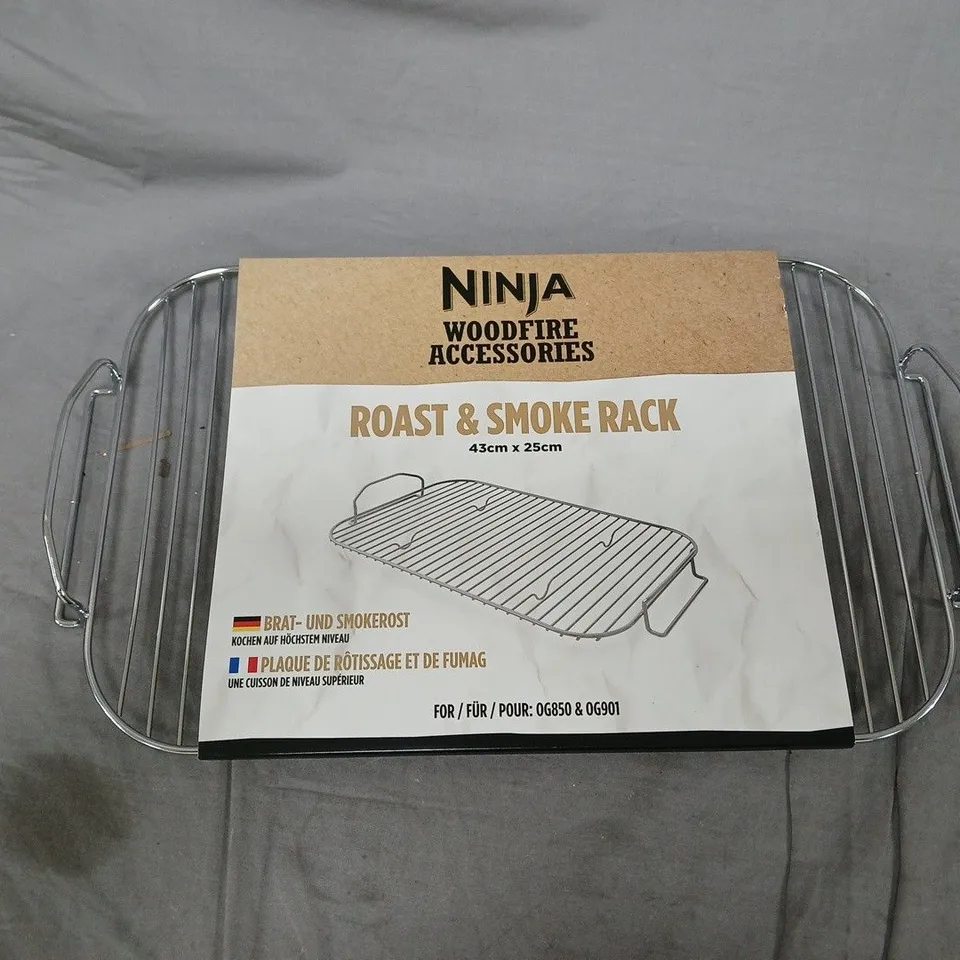 NINJA
WOODFIRE
ACCESSORIES
ROAST & SMOKE RACK
43cm x 25cm
BRAT- UND SMOKEROST
KOCHEN AUF HÖCHSTEM NIVEAU
PLAQUE DE RÔTISSAGE ET DE FUMAG
UNE CUISSON DE NIVEAU SUPÉRIEUR
FOR / FÜR / POUR: OG850 & OG901